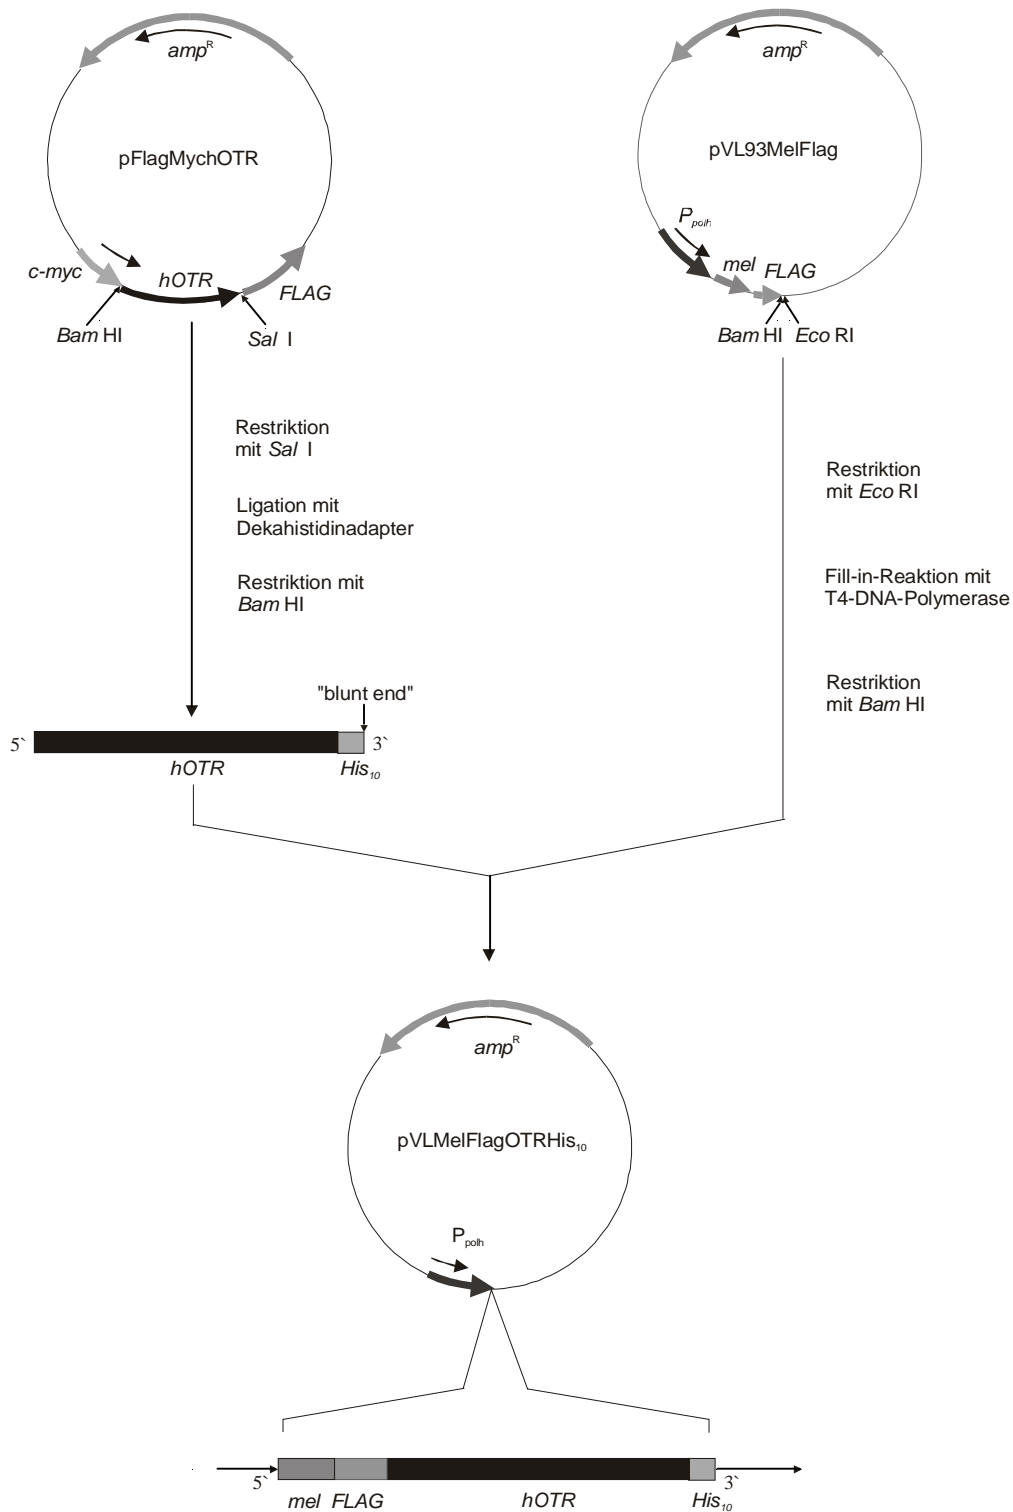 amp^R
pFlagMychOTR
c-myc
hOTR
FLAG
Bam HI
Sal I
amp^R
pVL93MelFlag
P_polh
mel FLAG
Bam HI Eco RI
Restriktion
mit Sal I
Ligation mit
Dekahistidinadapter
Restriktion mit
Bam HI
Restriktion
mit Eco RI
Fill-in-Reaktion mit
T4-DNA-Polymerase
Restriktion
mit Bam HI
"blunt end"
5` 3`
hOTR His₁₀
amp^R
pVLMelFlagOTRHis₁₀
P_polh
5` 3`
mel FLAG hOTR His₁₀